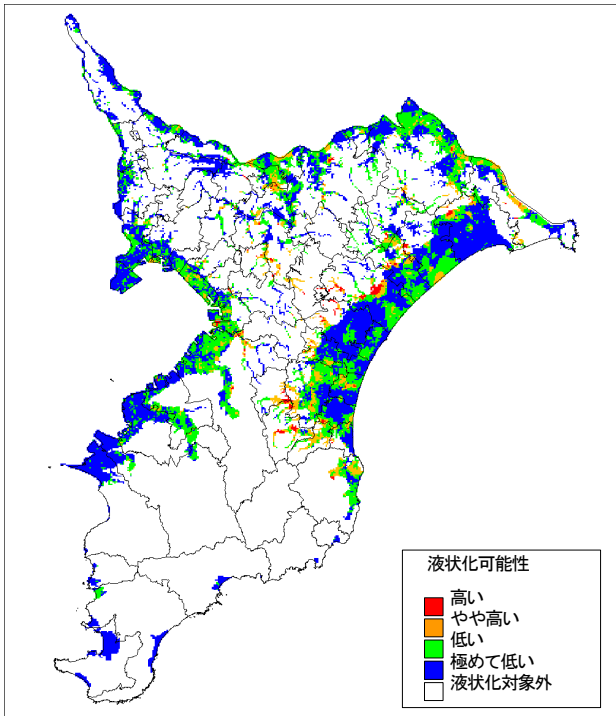 液状化可能性
高い
やや高い
低い
極めて低い
液状化対象外